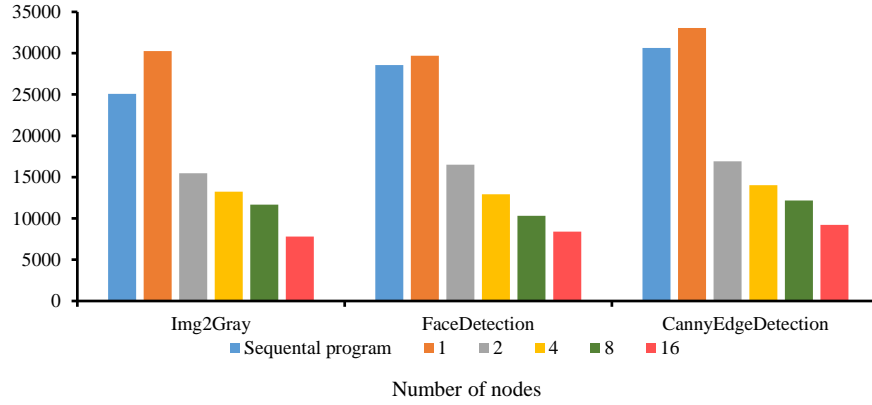 35000
30000
25000
20000
15000
10000
5000
0
Img2Gray FaceDetection CannyEdgeDetection
Sequental program 1 2 4 8 16
Number of nodes